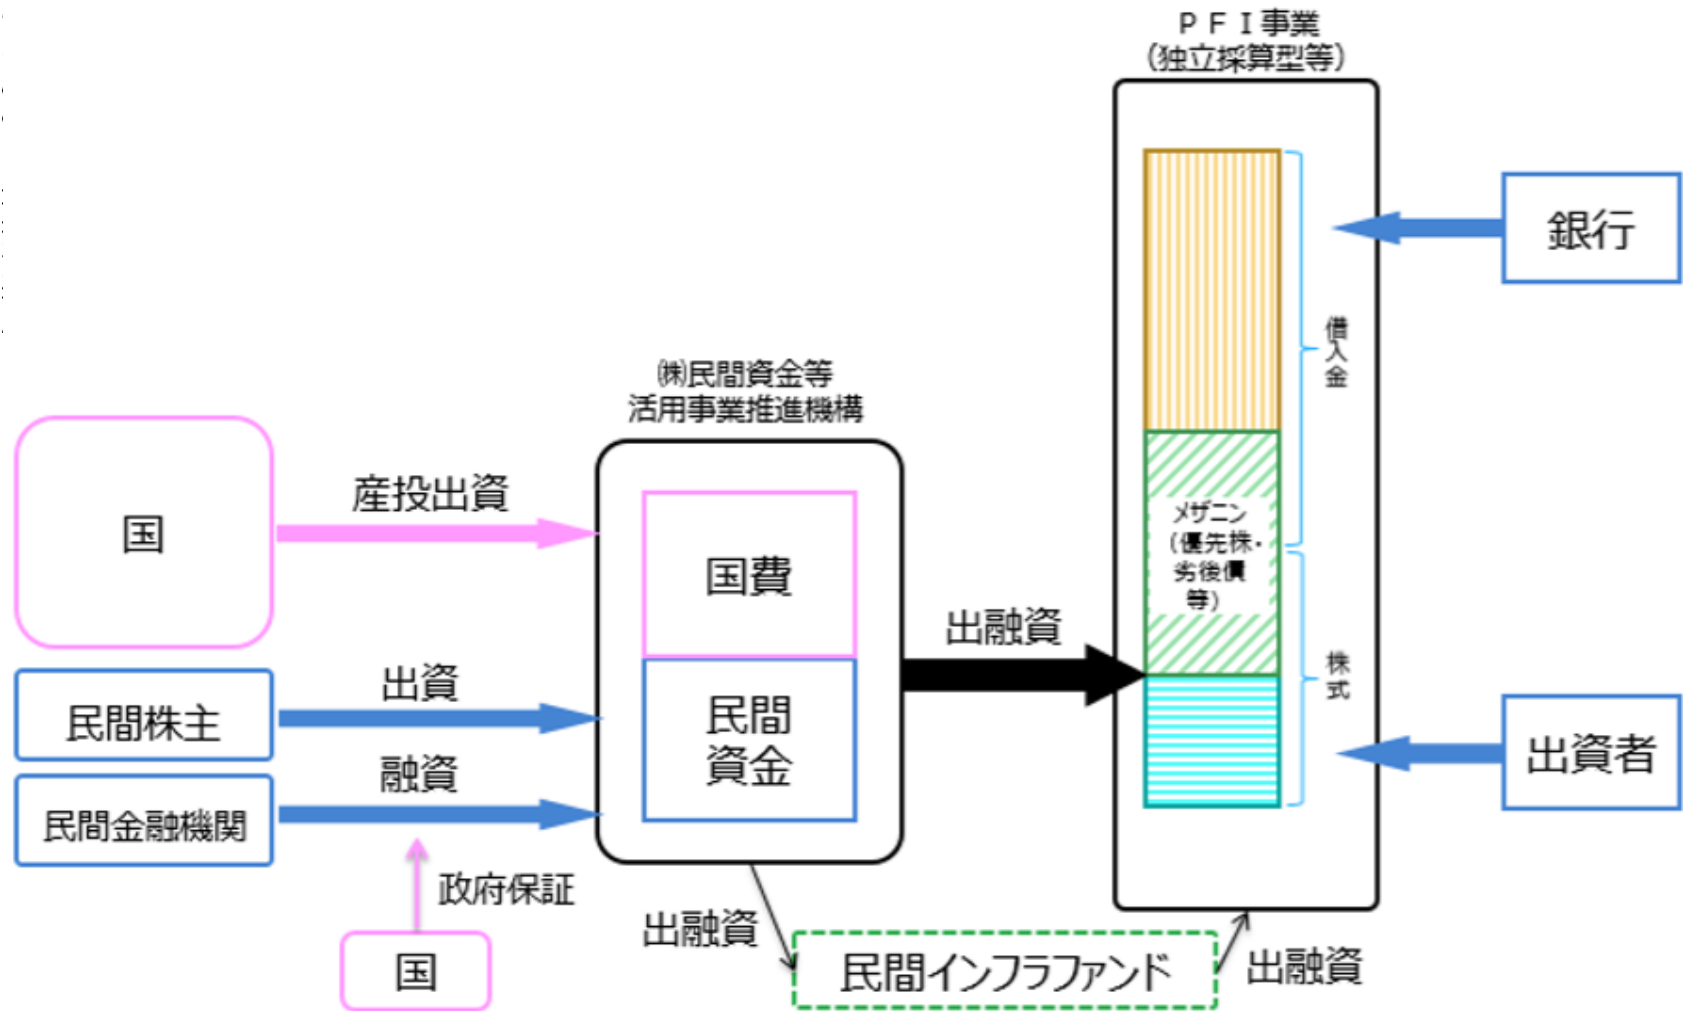 ＰＦＩ事業
（独立採算型等）
銀行
借入金
㈱民間資金等
活用事業推進機構
国
産投出資
国費
メザニン
（優先株・
劣後債
等）
出融資
株式
民間株主
出資
民間
資金
出資者
融資
民間金融機関
政府保証
国
出融資
民間インフラファンド
出融資